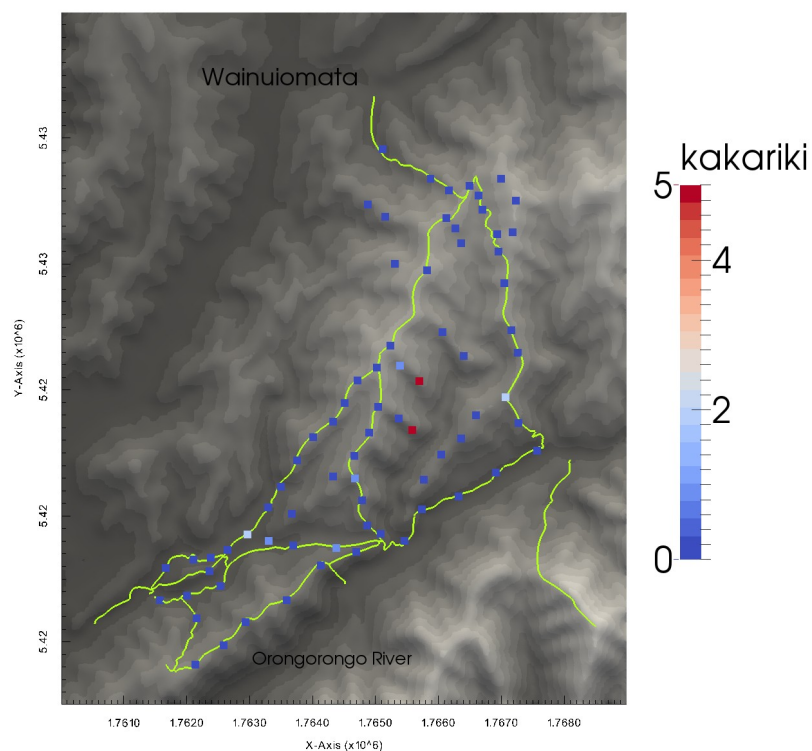 Wainuiomata
kakariki
5
4
2
0
5.43
5.43
5.42
5.42
5.42
Y-Axis (x10^6)
Orongorongo River
1.7610 1.7620 1.7630 1.7640 1.7650 1.7660 1.7670 1.7680
X-Axis (x10^6)